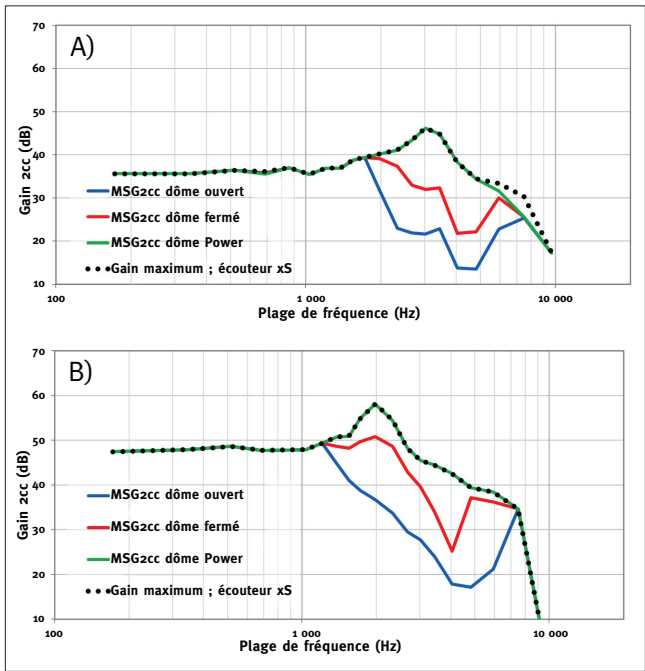 A)
70
60
50
40
30
20
10
Gain 2cc (dB)
MSG2cc dôme ouvert
MSG2cc dôme fermé
MSG2cc dôme Power
Gain maximum ; écouteur xS
100
1 000
10 000
Plage de fréquence (Hz)
B)
70
60
50
40
30
20
10
Gain 2cc (dB)
MSG2cc dôme ouvert
MSG2cc dôme fermé
MSG2cc dôme Power
Gain maximum ; écouteur xS
100
1 000
10 000
Plage de fréquence (Hz)